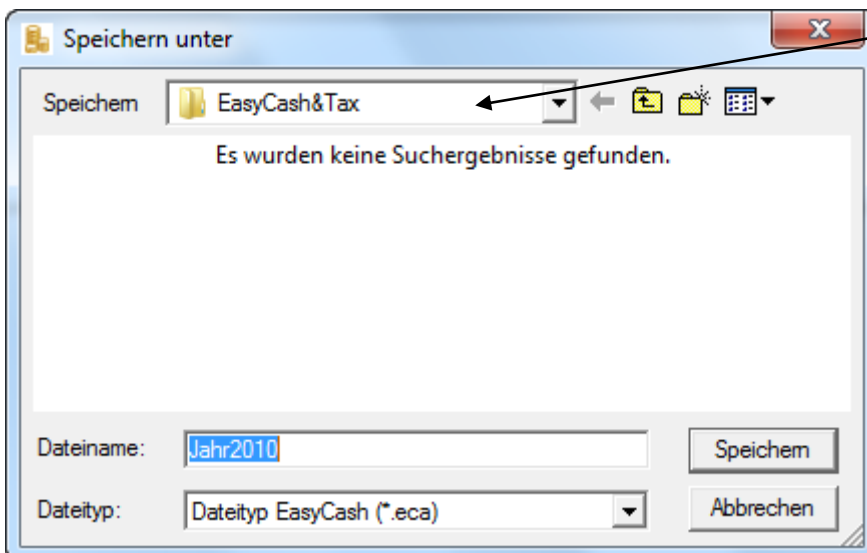 Speichern unter
Speichern EasyCash&Tax
Es wurden keine Suchergebnisse gefunden.
Dateiname: Jahr2010 Speichern
Dateityp: Dateityp EasyCash (*.eca) Abbrechen